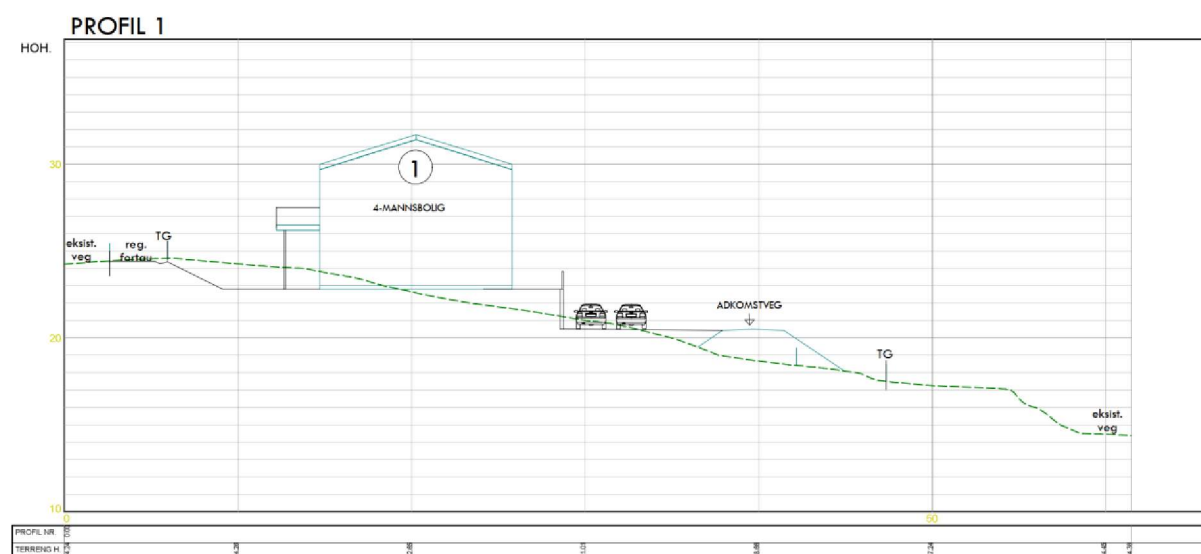 PROFIL 1
HOH.
30
1
4-MANNSBOLIG
eksist.
veg
reg.
fortau
TG
ADKOMSTVEG
20
TG
eksist.
veg
10
0
50
PROFIL NR.
TERRENG H.